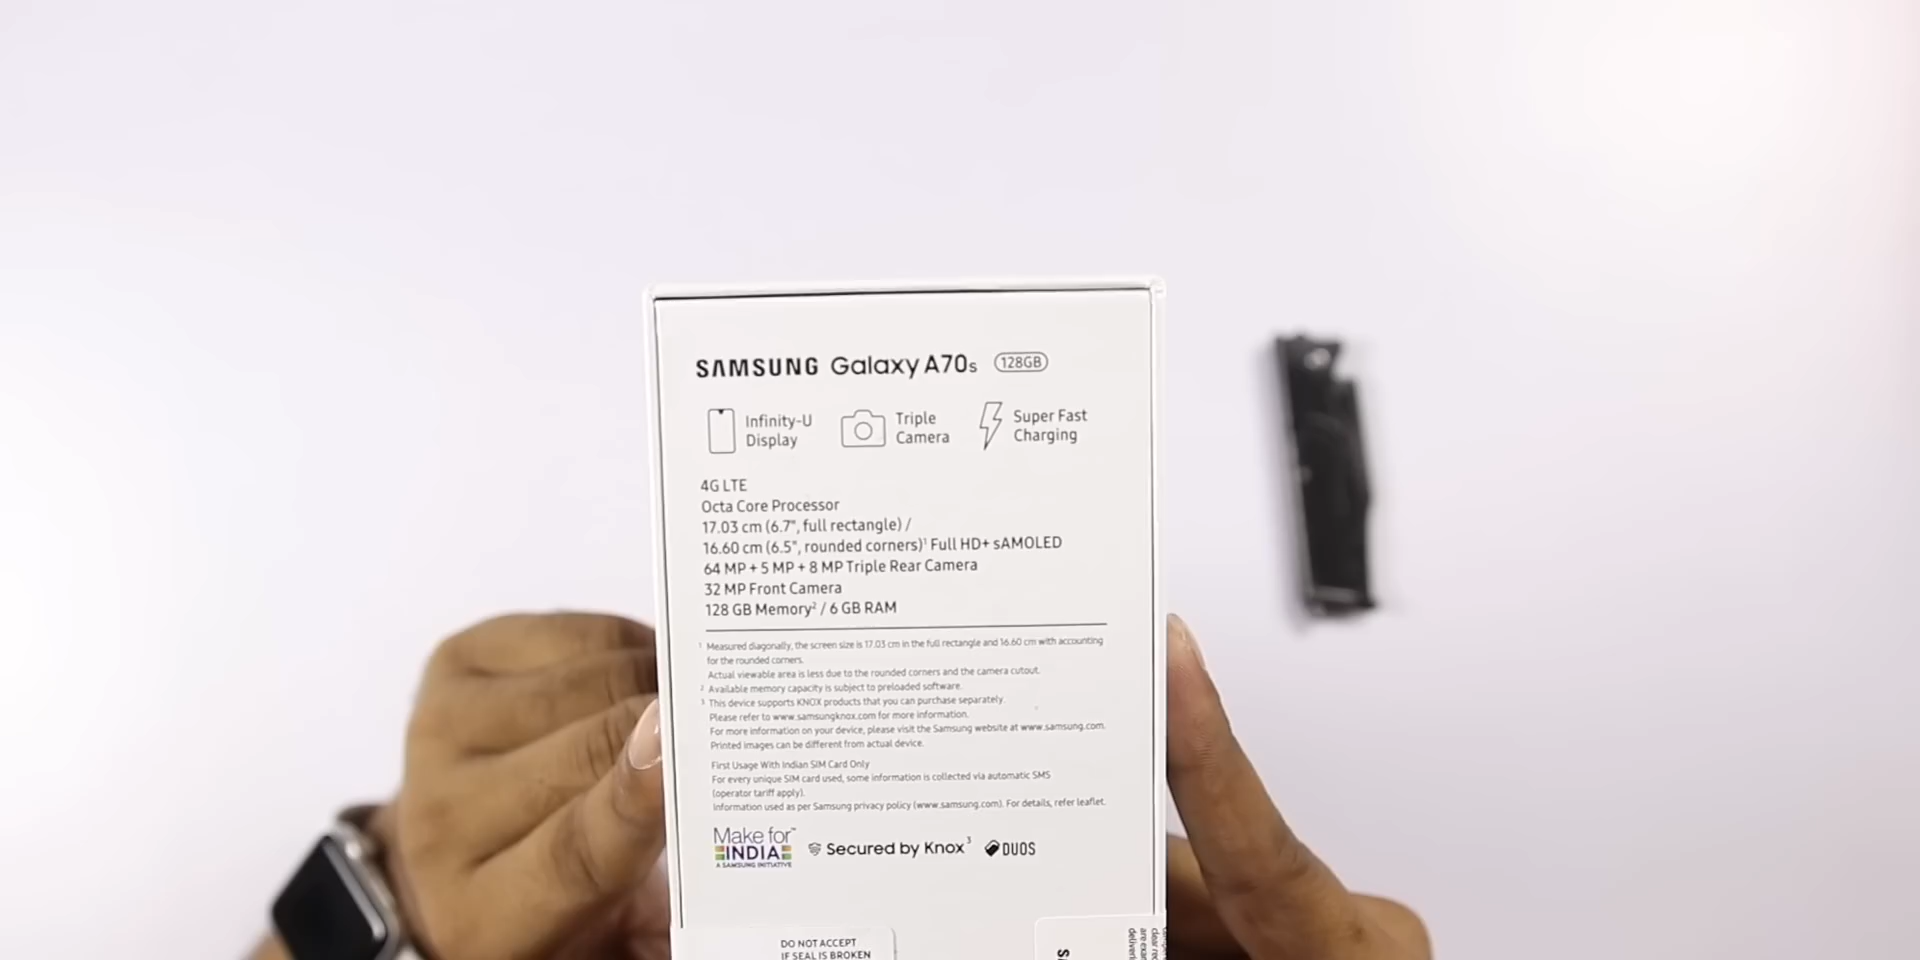 SAMSUNG Galaxy A70s 128GB
Infinity-U Display
Triple Camera
Super Fast Charging
4G LTE
Octa Core Processor
17.03 cm (6.7", full rectangle) /
16.60 cm (6.5", rounded corners)¹ Full HD+ sAMOLED
64 MP + 5 MP + 8 MP Triple Rear Camera
32 MP Front Camera
128 GB Memory² / 6 GB RAM
¹ Measured diagonally, the screen size is 17.03 cm in the full rectangle and 16.60 cm with accounting
for the rounded corners.
Actual viewable area is less due to the rounded corners and the camera cutout.
² Available memory capacity is subject to preloaded software.
³ This device supports KNOX products that you can purchase separately.
Please refer to www.samsungknox.com for more information.
For more information on your device, please visit the Samsung website at www.samsung.com.
Printed images can be different from actual device.
First Usage With Indian SIM Card Only
For every unique SIM card used, some information is collected via automatic SMS
(operator tariff apply).
Information used as per Samsung privacy policy (www.samsung.com). For details, refer leaflet.
Make for™
INDIA
A SAMSUNG INITIATIVE
Secured by Knox³
DUOS
DO NOT ACCEPT
IF SEAL IS BROKEN